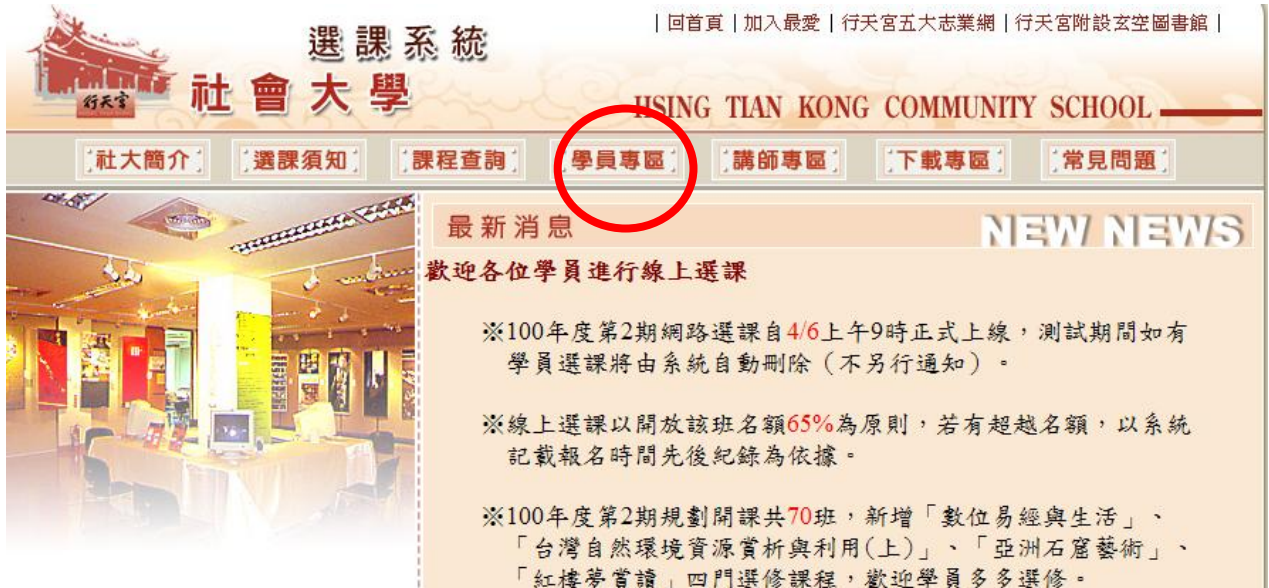 |回首頁|加入最愛|行天宮五大志業網|行天宮附設玄空圖書館|
選課系統
行天宮
社會大學
HSING TIAN KONG COMMUNITY SCHOOL
社大簡介 選課須知 課程查詢 學員專區 講師專區 下載專區 常見問題
最新消息 NEW NEWS
歡迎各位學員進行線上選課
※100年度第2期網路選課自4/6上午9時正式上線，測試期間如有
學員選課將由系統自動刪除（不另行通知）。
※線上選課以開放該班名額65%為原則，若有超越名額，以系統
記載報名時間先後紀錄為依據。
※100年度第2期規劃開課共70班，新增「數位易經與生活」、
「台灣自然環境資源賞析與利用(上)」、「亞洲石窟藝術」、
「紅樓夢賞讀」四門選修課程，歡迎學員多多選修。